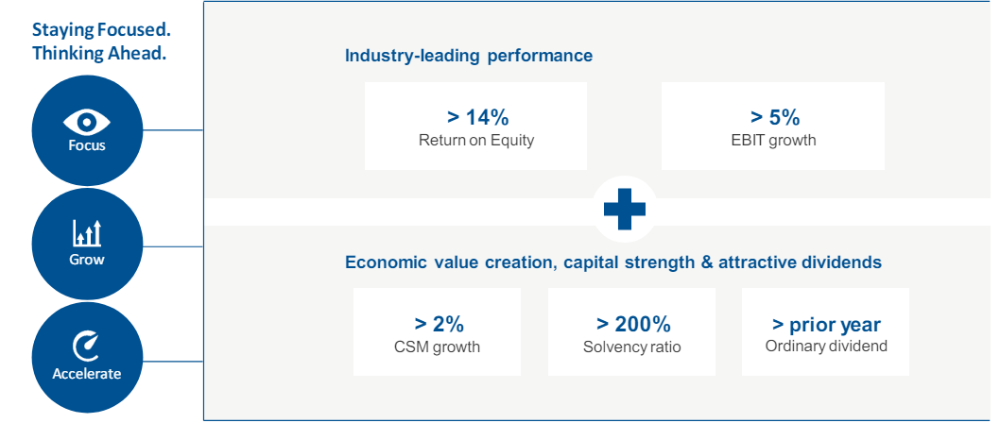 Staying Focused.
Thinking Ahead.
Focus
Grow
Accelerate
Industry-leading performance
> 14%
Return on Equity
> 5%
EBIT growth
Economic value creation, capital strength & attractive dividends
> 2%
CSM growth
> 200%
Solvency ratio
> prior year
Ordinary dividend